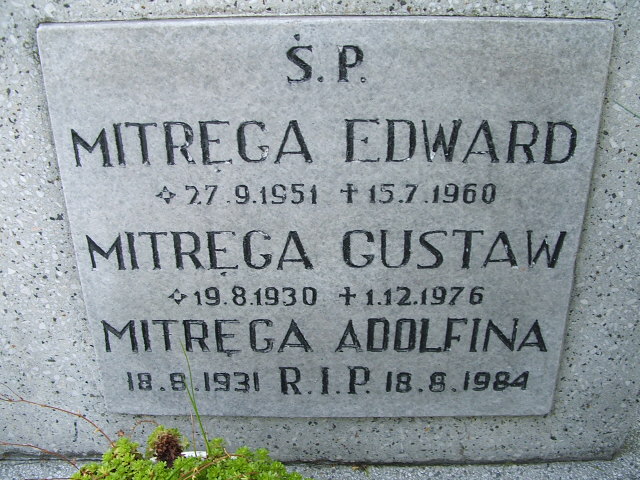 Ś.P.
MITRĘGA EDWARD
✧27.9.1951 ✝15.7.1960
MITRĘGA GUSTAW
✧19.8.1930 ✝1.12.1976
MITRĘGA ADOLFINA
18.8.1931 R.I.P. 18.8.1984